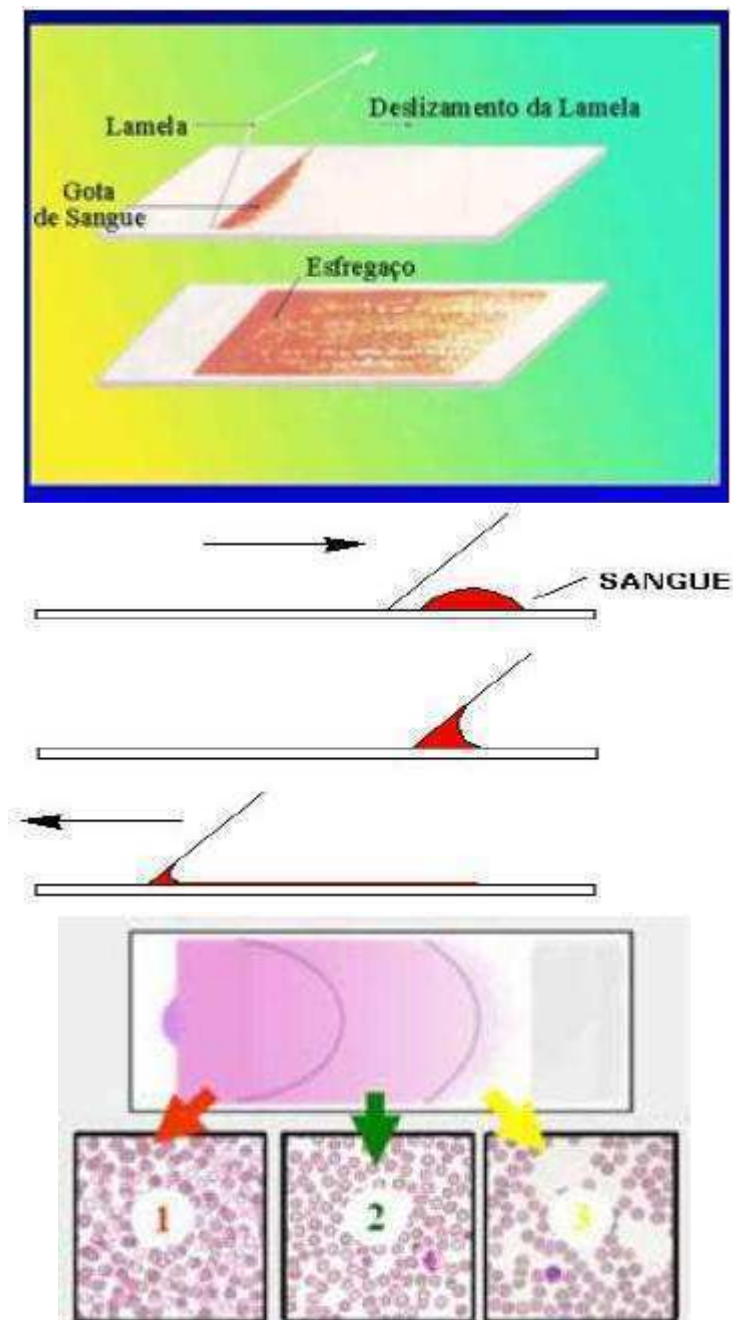 Deslizamento da Lamela
Lamela
Gota
de Sangue
Esfregaço
SANGUE
1
2
3